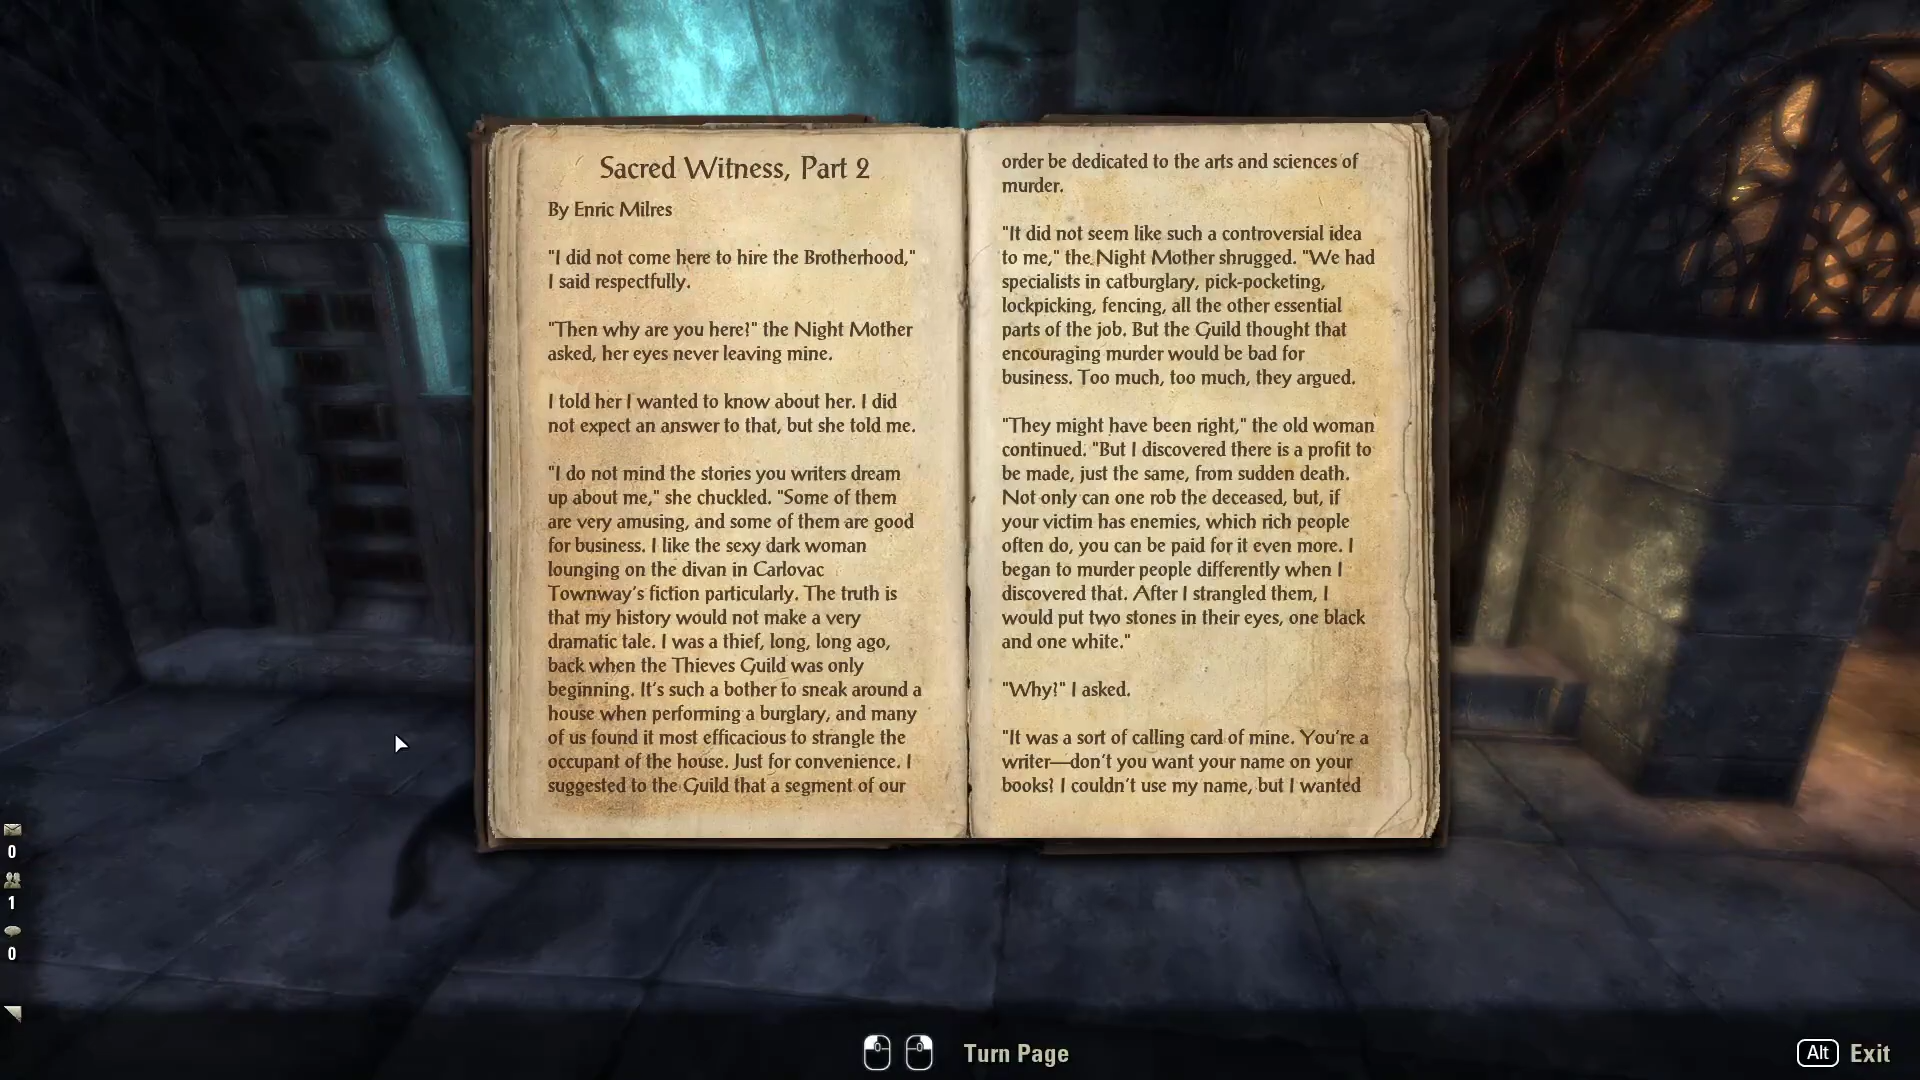 Sacred Witness, Part 2
By Enric Milres
"I did not come here to hire the Brotherhood,"
I said respectfully.
"Then why are you here?" the Night Mother
asked, her eyes never leaving mine.
I told her I wanted to know about her. I did
not expect an answer to that, but she told me.
"I do not mind the stories you writers dream
up about me," she chuckled. "Some of them
are very amusing, and some of them are good
for business. I like the sexy dark woman
lounging on the divan in Carlovac
Townway's fiction particularly. The truth is
that my history would not make a very
dramatic tale. I was a thief, long, long ago,
back when the Thieves Guild was only
beginning. It's such a bother to sneak around a
house when performing a burglary, and many
of us found it most efficacious to strangle the
occupant of the house. Just for convenience. I
suggested to the Guild that a segment of our
order be dedicated to the arts and sciences of
murder.
"It did not seem like such a controversial idea
to me," the Night Mother shrugged. "We had
specialists in catburglary, pick-pocketing,
lockpicking, fencing, all the other essential
parts of the job. But the Guild thought that
encouraging murder would be bad for
business. Too much, too much, they argued.
"They might have been right," the old woman
continued. "But I discovered there is a profit to
be made, just the same, from sudden death.
Not only can one rob the deceased, but, if
your victim has enemies, which rich people
often do, you can be paid for it even more. I
began to murder people differently when I
discovered that. After I strangled them, I
would put two stones in their eyes, one black
and one white."
"Why?" I asked.
"It was a sort of calling card of mine. You're a
writer—don't you want your name on your
books? I couldn't use my name, but I wanted
0
1
0
Turn Page
Alt Exit